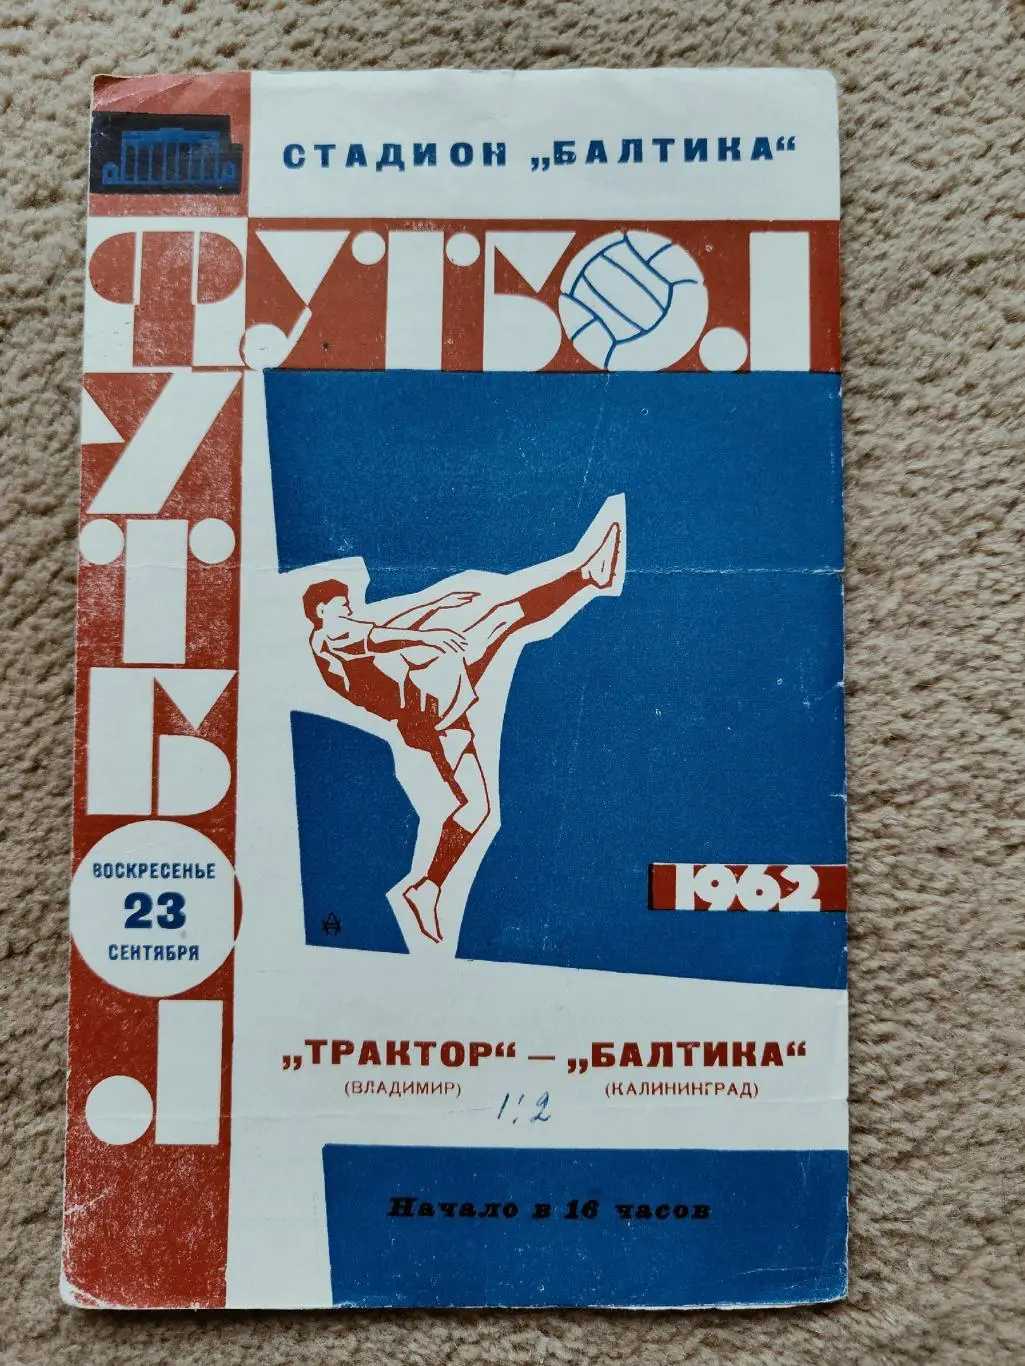 СТАДИОН „БАЛТИКА“
ФУТБОЛ
ФУТБОЛ
ВОСКРЕСЕНЬЕ
23
СЕНТЯБРЯ
1962
„ТРАКТОР“ — „БАЛТИКА“
(ВЛАДИМИР) (КАЛИНИНГРАД)
1:2
Начало в 16 часов